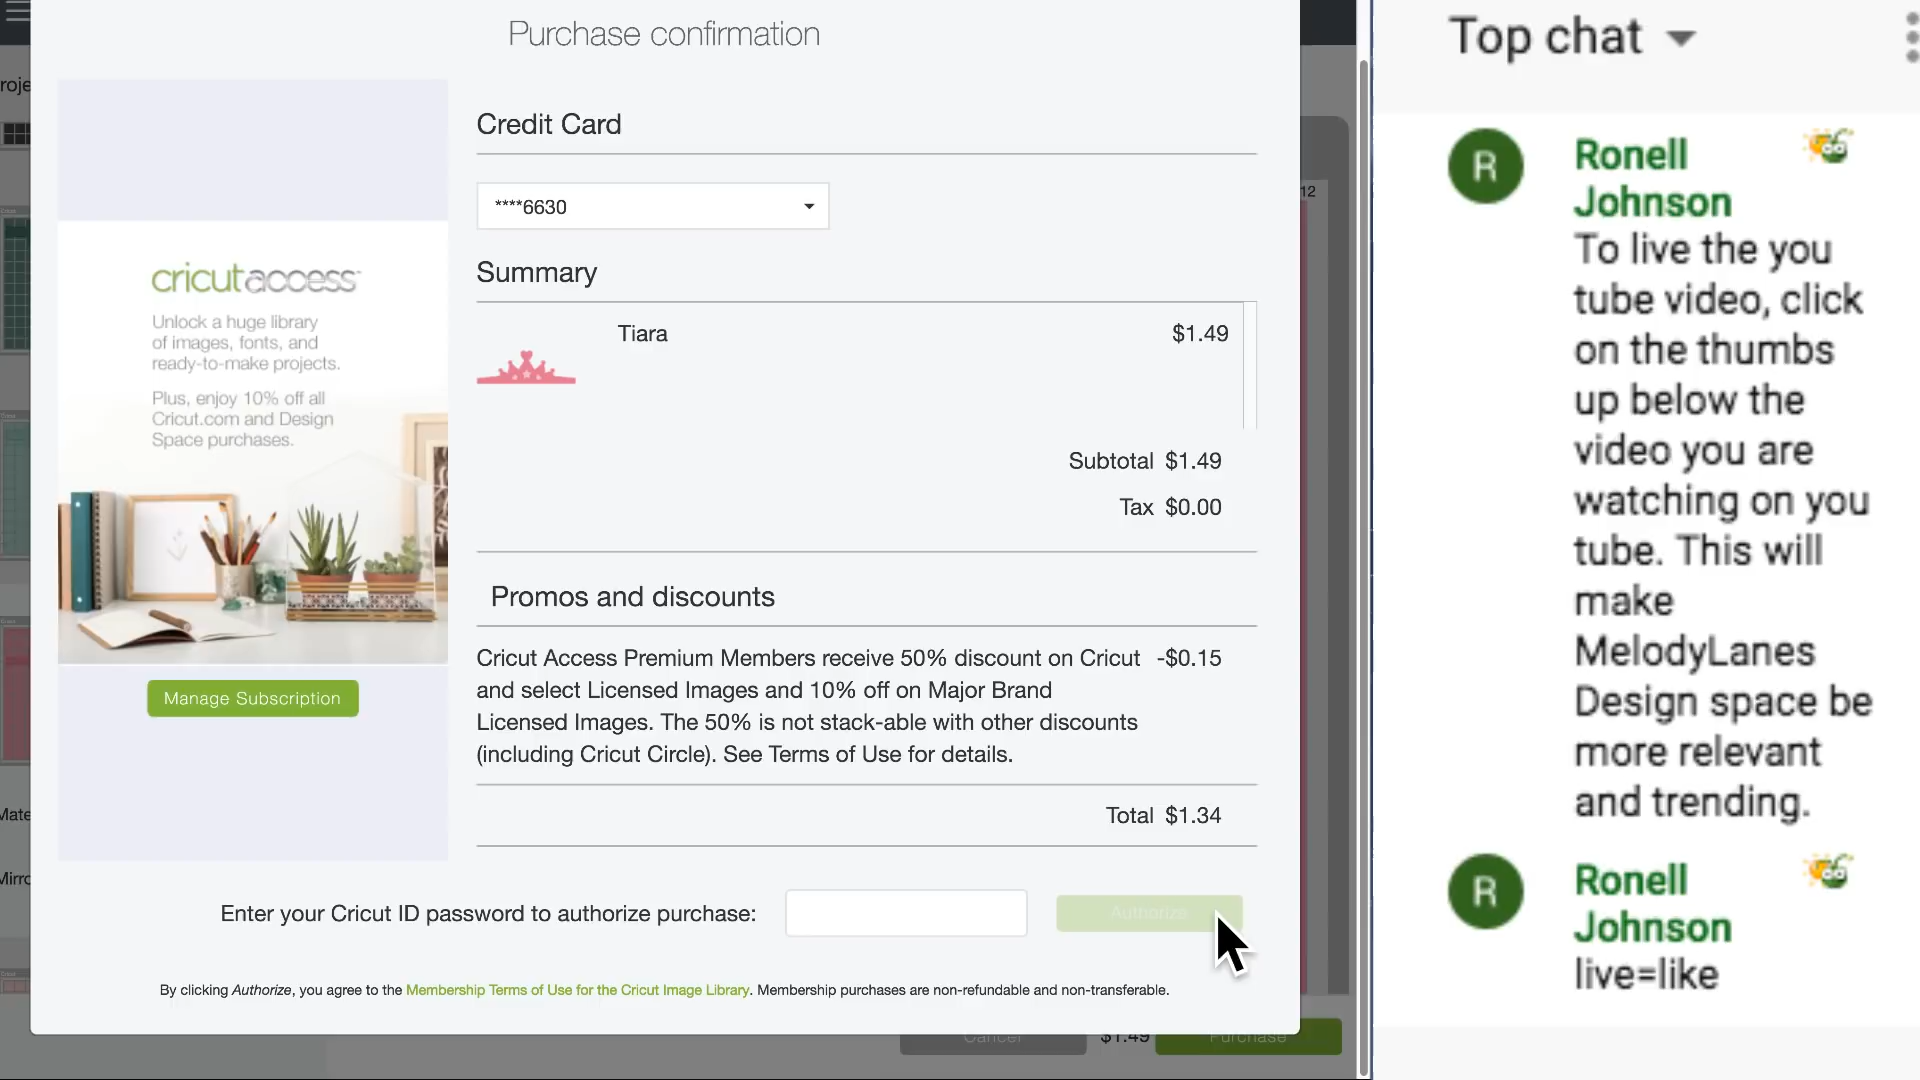 Purchase confirmation
Credit Card
****6630
Summary
Tiara $1.49
Subtotal $1.49
Tax $0.00
Promos and discounts
Cricut Access Premium Members receive 50% discount on Cricut -$0.15
and select Licensed Images and 10% off on Major Brand
Licensed Images. The 50% is not stack-able with other discounts
(including Cricut Circle). See Terms of Use for details.
Total $1.34
Enter your Cricut ID password to authorize purchase:
Authorize
By clicking Authorize, you agree to the Membership Terms of Use for the Cricut Image Library. Membership purchases are non-refundable and non-transferable.
cricut access
Unlock a huge library
of images, fonts, and
ready-to-make projects.
Plus, enjoy 10% off all
Cricut.com and Design
Space purchases.
Manage Subscription
Cancel $1.49 Purchase
12
Top chat
R
Ronell
Johnson
To live the you
tube video, click
on the thumbs
up below the
video you are
watching on you
tube. This will
make
MelodyLanes
Design space be
more relevant
and trending.
R
Ronell
Johnson
live=like